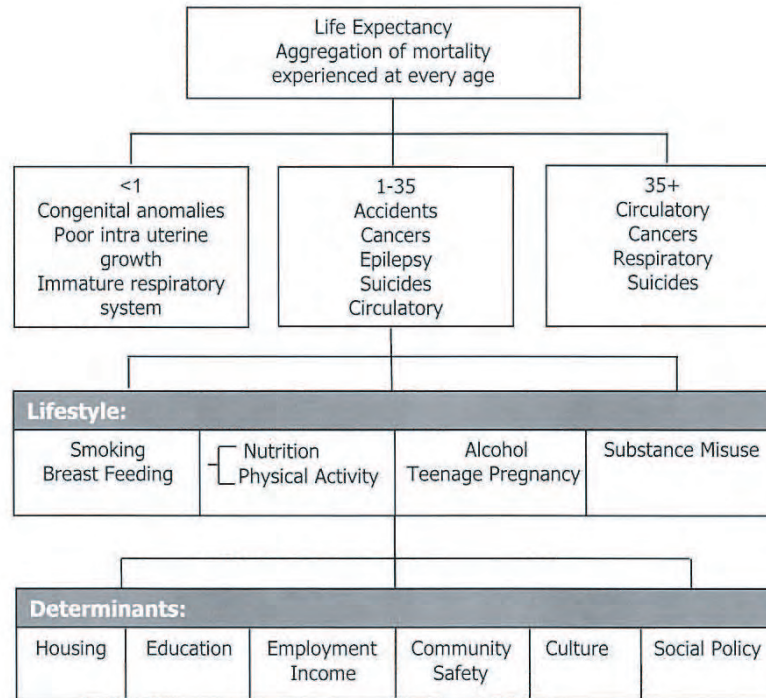 Life Expectancy
Aggregation of mortality
experienced at every age
<1
Congenital anomalies
Poor intra uterine
growth
Immature respiratory
system
1-35
Accidents
Cancers
Epilepsy
Suicides
Circulatory
35+
Circulatory
Cancers
Respiratory
Suicides
Lifestyle:
Smoking
Breast Feeding
Nutrition
Physical Activity
Alcohol
Teenage Pregnancy
Substance Misuse
Determinants:
Housing
Education
Employment
Income
Community
Safety
Culture
Social Policy